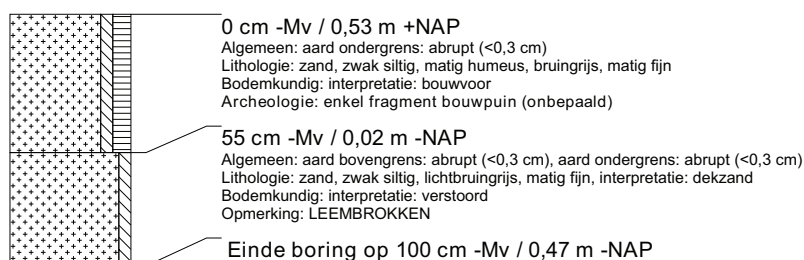 0 cm -Mv / 0,53 m +NAP
Algemeen: aard ondergrens: abrupt (<0,3 cm)
Lithologie: zand, zwak siltig, matig humeus, bruingrijs, matig fijn
Bodemkundig: interpretatie: bouwvoor
Archeologie: enkel fragment bouwpuin (onbepaald)
55 cm -Mv / 0,02 m -NAP
Algemeen: aard bovengrens: abrupt (<0,3 cm), aard ondergrens: abrupt (<0,3 cm)
Lithologie: zand, zwak siltig, lichtbruingrijs, matig fijn, interpretatie: dekzand
Bodemkundig: interpretatie: verstoord
Opmerking: LEEMBROKKEN
Einde boring op 100 cm -Mv / 0,47 m -NAP